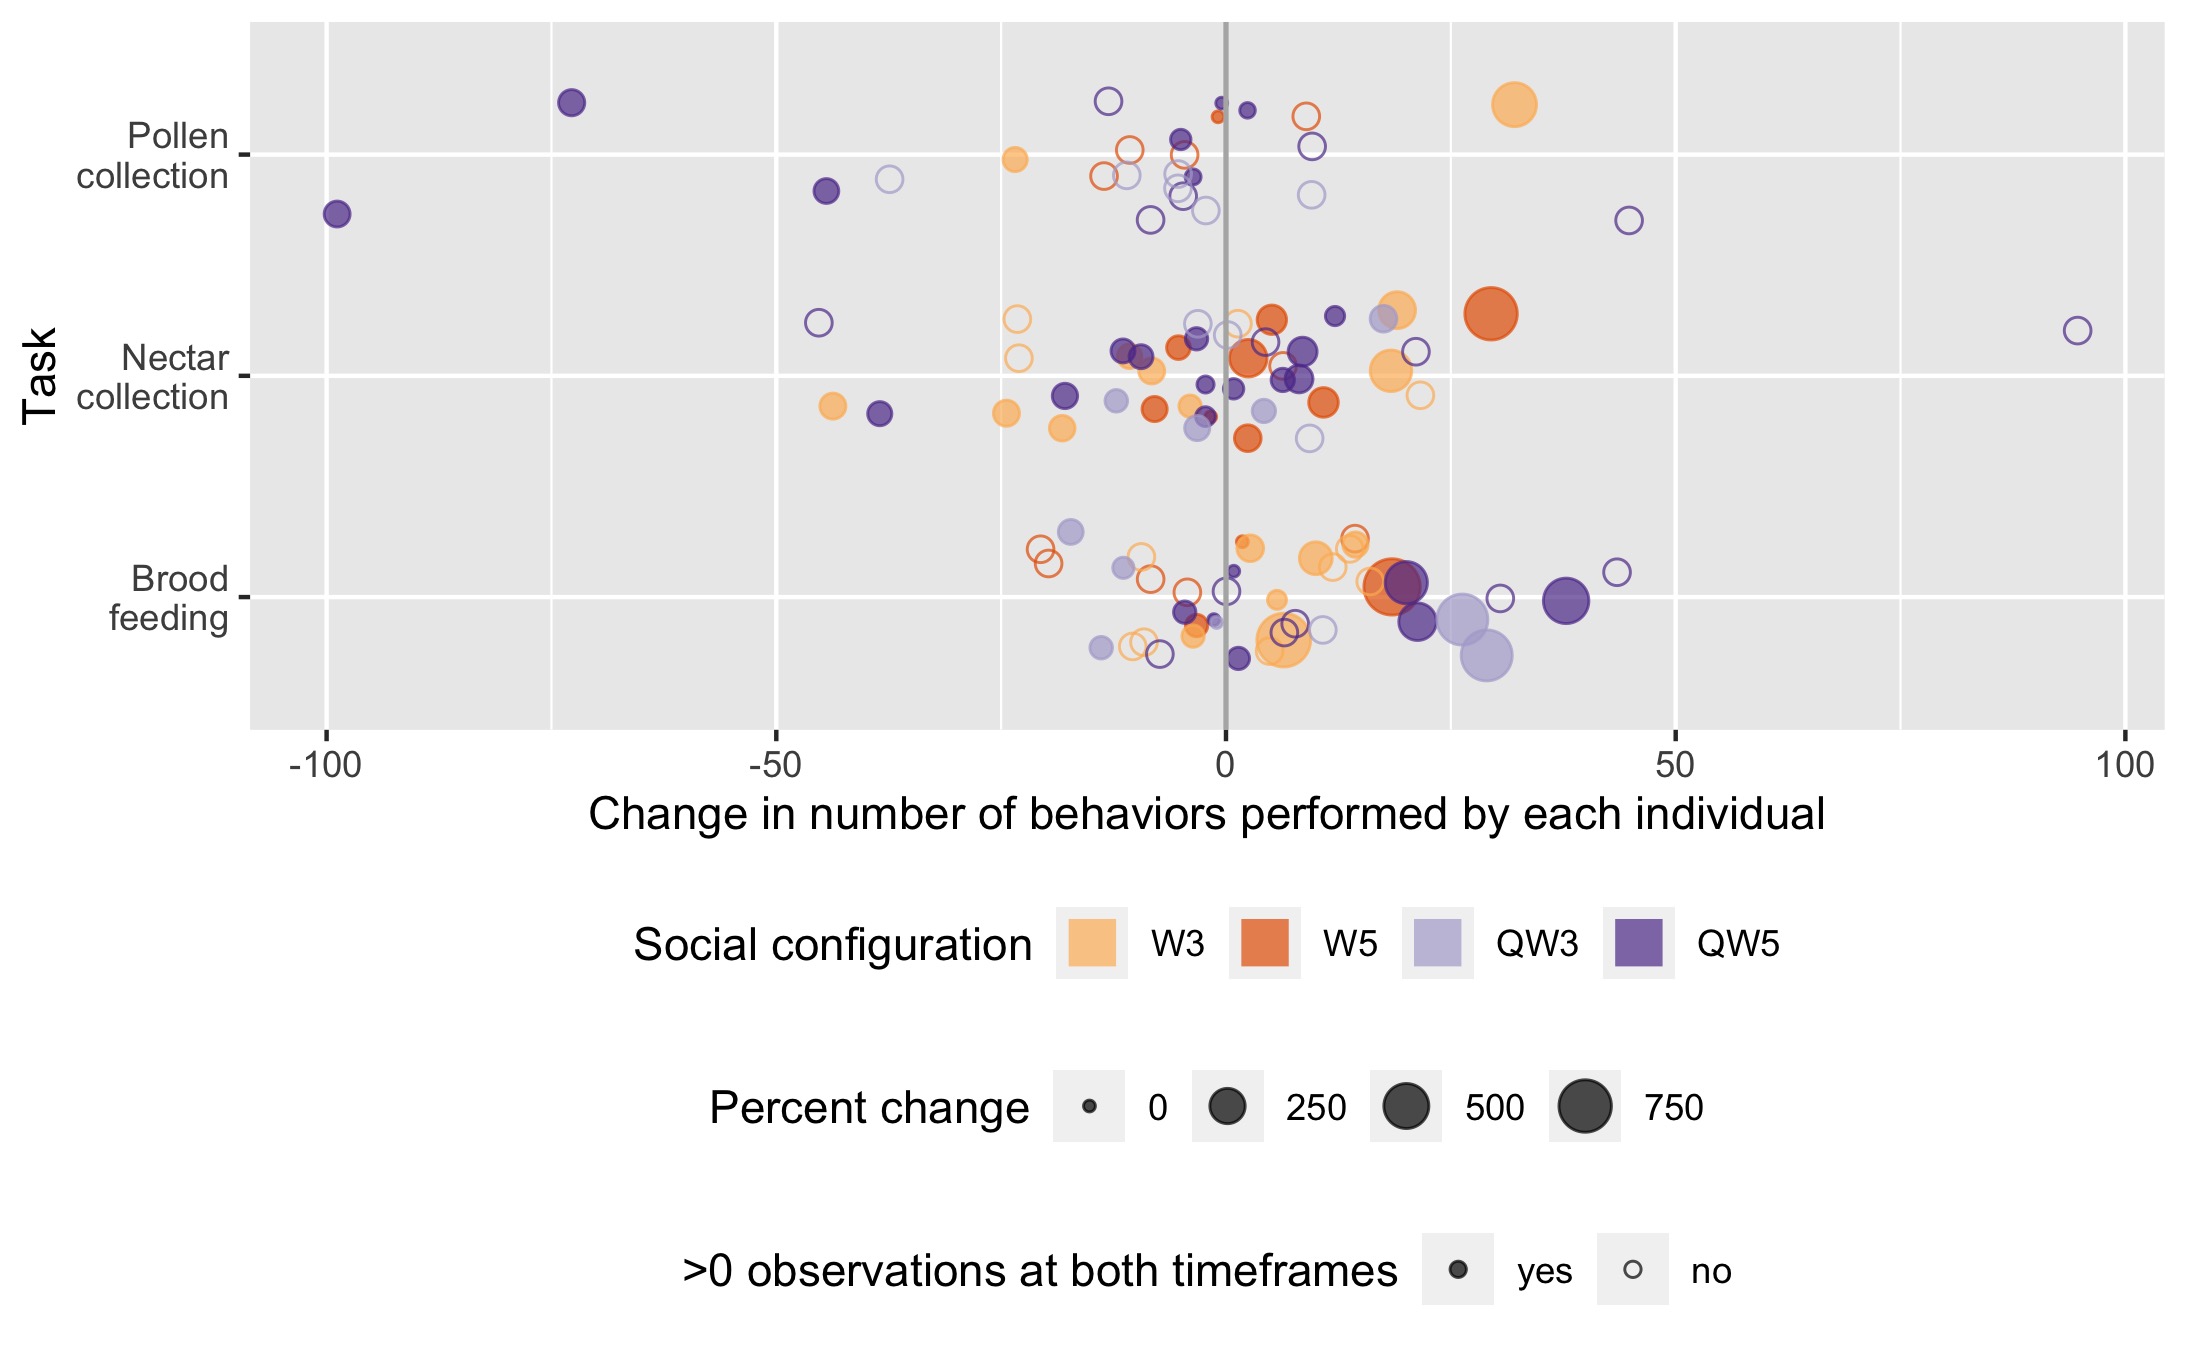 Task
Pollen
collection
Nectar
collection
Brood
feeding
-100 -50 0 50 100
Change in number of behaviors performed by each individual
Social configuration W3 W5 QW3 QW5
Percent change 0 250 500 750
>0 observations at both timeframes yes no